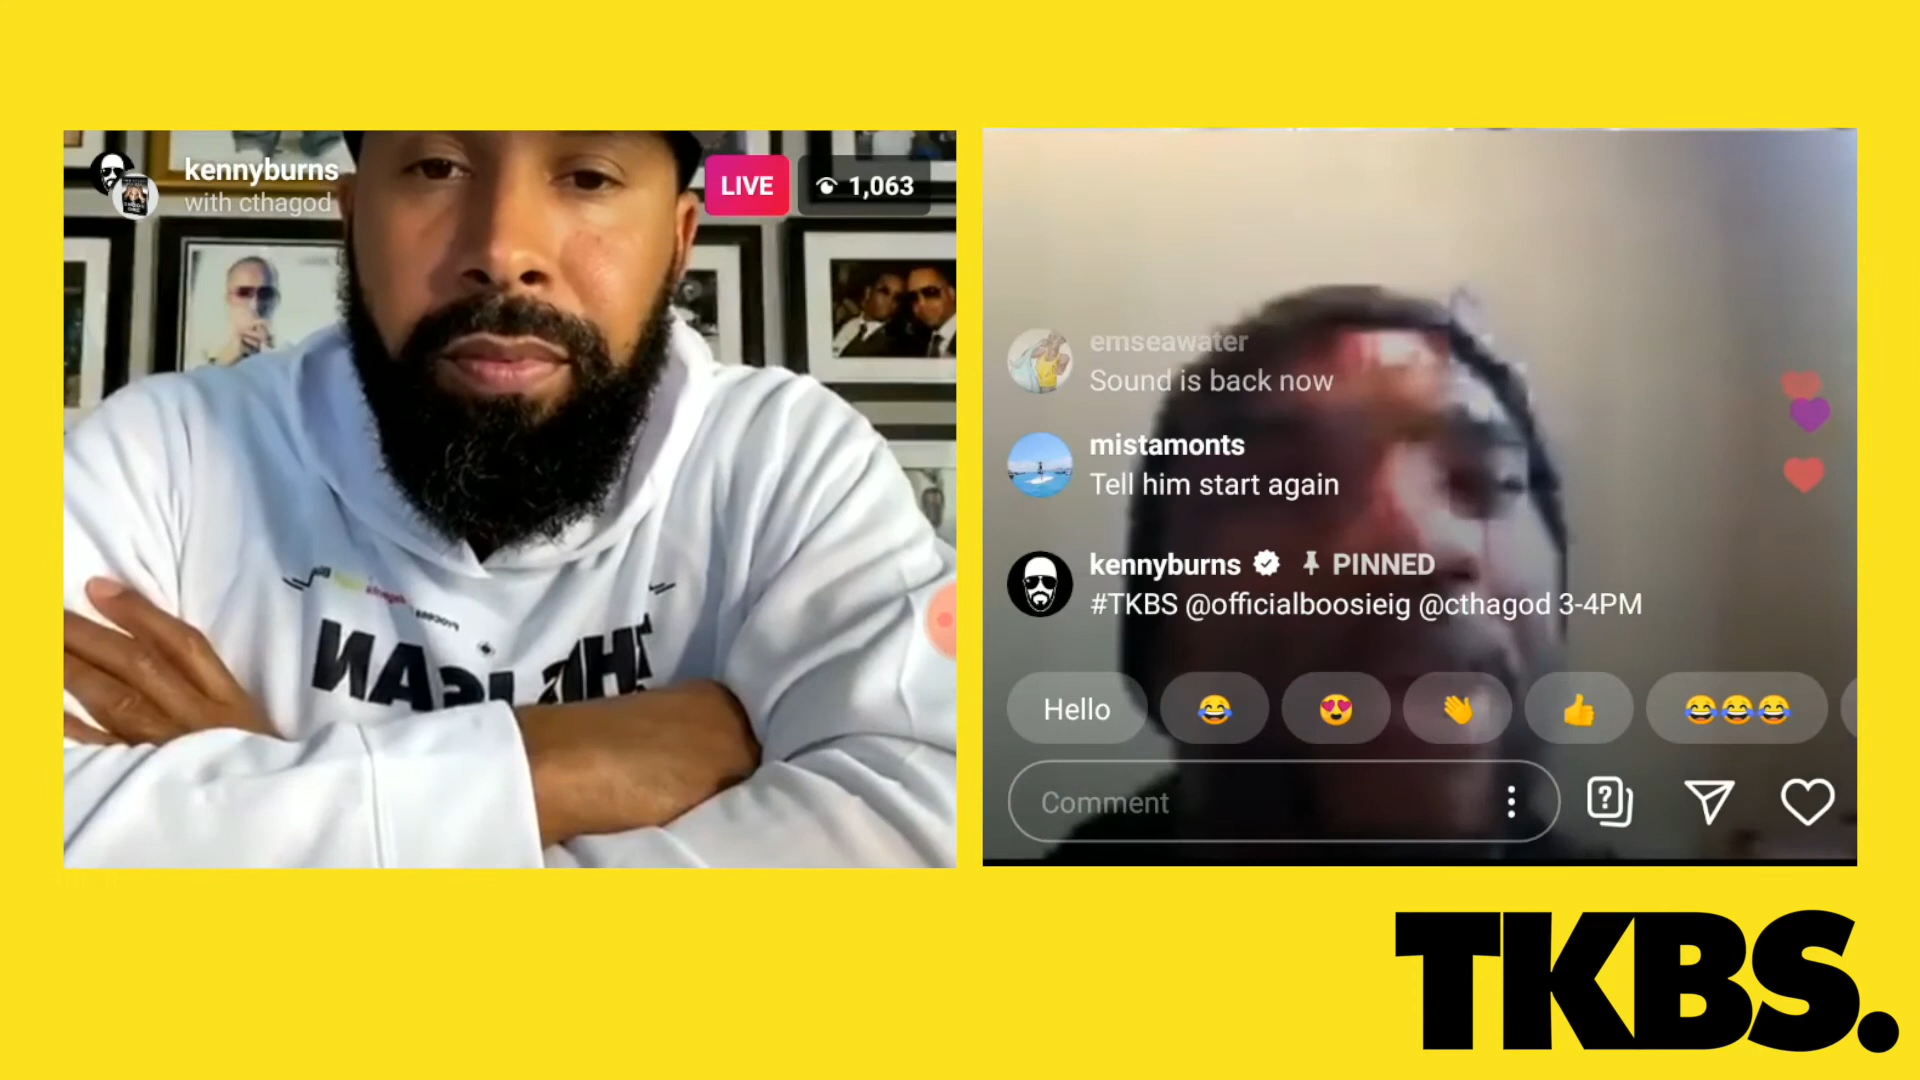 kennyburns
with cthagod
LIVE
1,063
emseawater
Sound is back now
mistamonts
Tell him start again
kennyburns PINNED
#TKBS @officialboosieig @cthagod 3-4PM
Hello
Comment
TKBS.